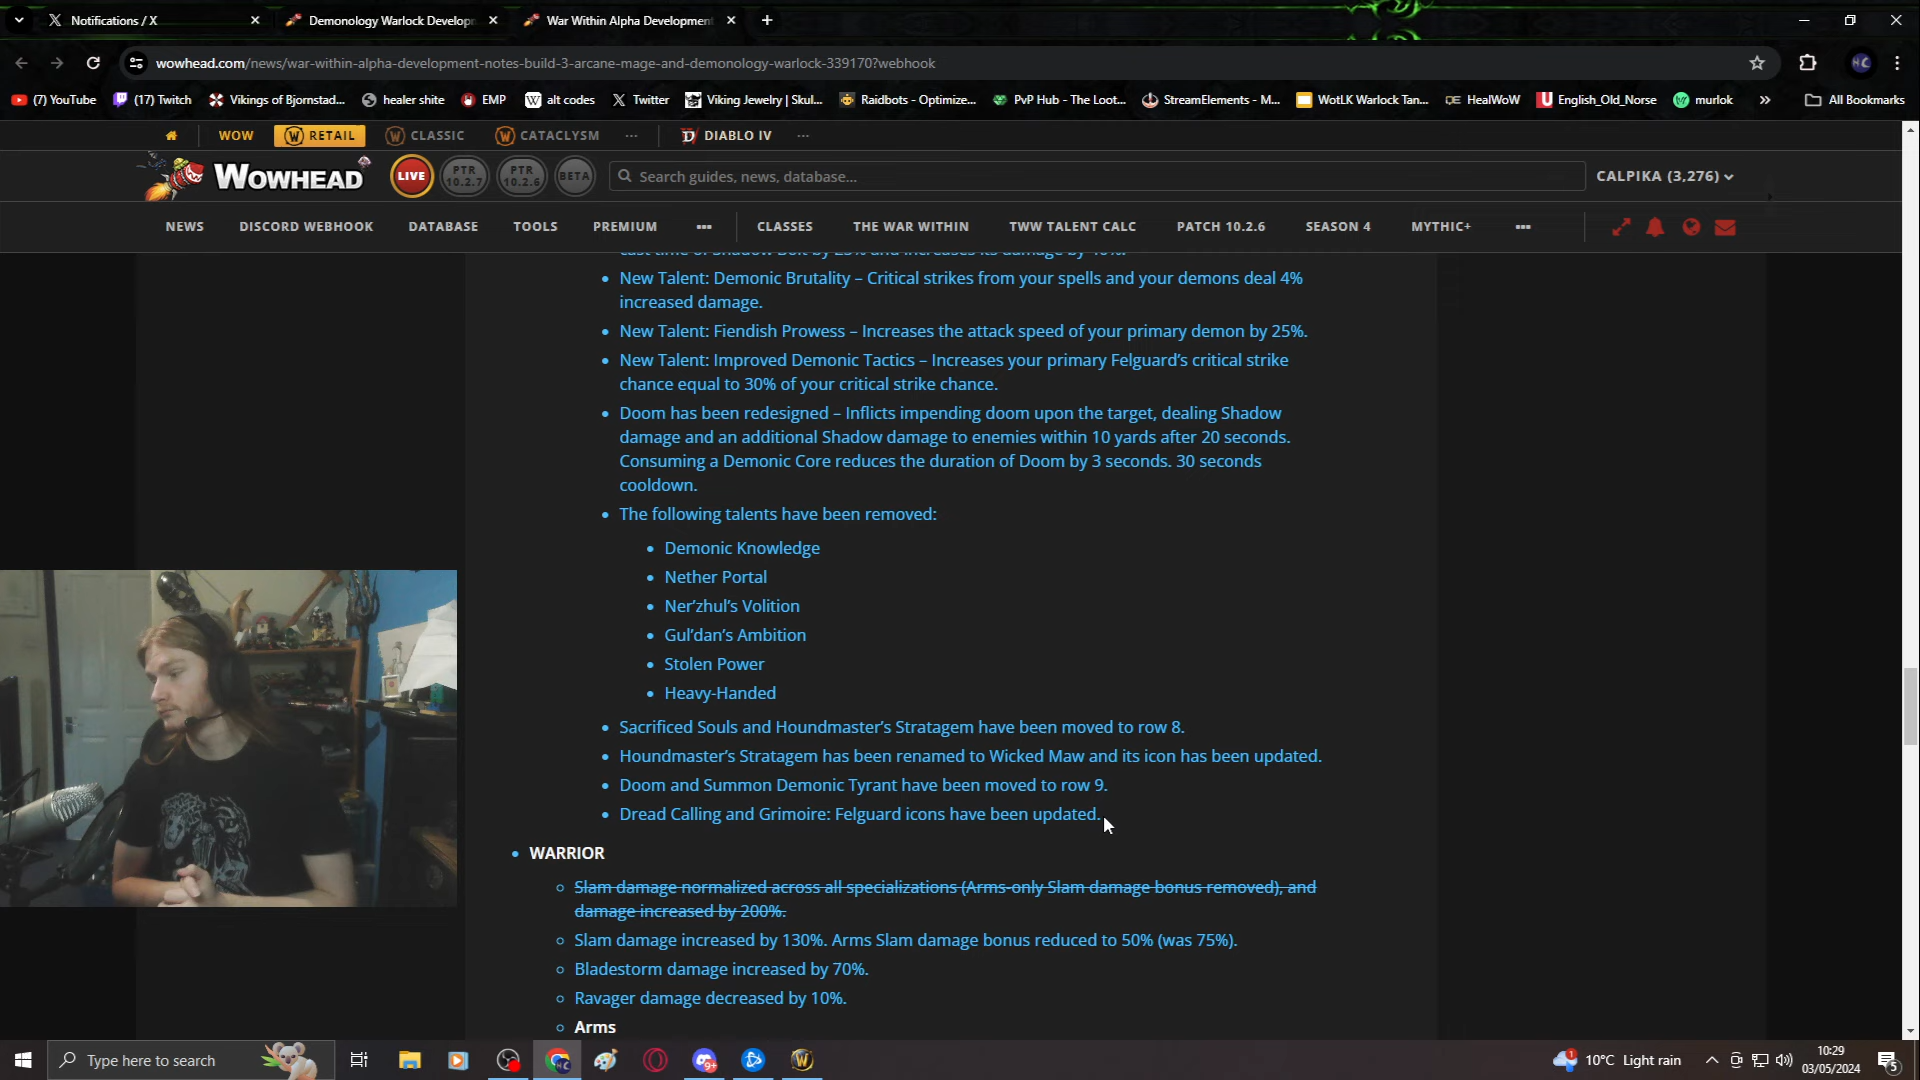 Notifications / X
Demonology Warlock Develop
War Within Alpha Development
wowhead.com/news/war-within-alpha-development-notes-build-3-arcane-mage-and-demonology-warlock-339170?webhook
(7) YouTube
(17) Twitch
Vikings of Bjornstad...
healer shite
EMP
alt codes
Twitter
Viking Jewelry | Skul...
Raidbots - Optimize...
PvP Hub - The Loot...
StreamElements - M...
WotLK Warlock Tan...
HealWoW
English_Old_Norse
murlok
All Bookmarks
WOW
RETAIL
CLASSIC
CATACLYSM
DIABLO IV
WOWHEAD
LIVE
PTR 10.2.7
PTR 10.2.6
BETA
Search guides, news, database...
CALPIKA (3,276)
NEWS
DISCORD WEBHOOK
DATABASE
TOOLS
PREMIUM
CLASSES
THE WAR WITHIN
TWW TALENT CALC
PATCH 10.2.6
SEASON 4
MYTHIC+
New Talent: Demonic Brutality – Critical strikes from your spells and your demons deal 4%
increased damage.
New Talent: Fiendish Prowess – Increases the attack speed of your primary demon by 25%.
New Talent: Improved Demonic Tactics – Increases your primary Felguard's critical strike
chance equal to 30% of your critical strike chance.
Doom has been redesigned – Inflicts impending doom upon the target, dealing Shadow
damage and an additional Shadow damage to enemies within 10 yards after 20 seconds.
Consuming a Demonic Core reduces the duration of Doom by 3 seconds. 30 seconds
cooldown.
The following talents have been removed:
Demonic Knowledge
Nether Portal
Ner'zhul's Volition
Gul'dan's Ambition
Stolen Power
Heavy-Handed
Sacrificed Souls and Houndmaster's Stratagem have been moved to row 8.
Houndmaster's Stratagem has been renamed to Wicked Maw and its icon has been updated.
Doom and Summon Demonic Tyrant have been moved to row 9.
Dread Calling and Grimoire: Felguard icons have been updated.
WARRIOR
Slam damage normalized across all specializations (Arms-only Slam damage bonus removed), and
damage increased by 200%.
Slam damage increased by 130%. Arms Slam damage bonus reduced to 50% (was 75%).
Bladestorm damage increased by 70%.
Ravager damage decreased by 10%.
Arms
Type here to search
10°C Light rain
10:29
03/05/2024